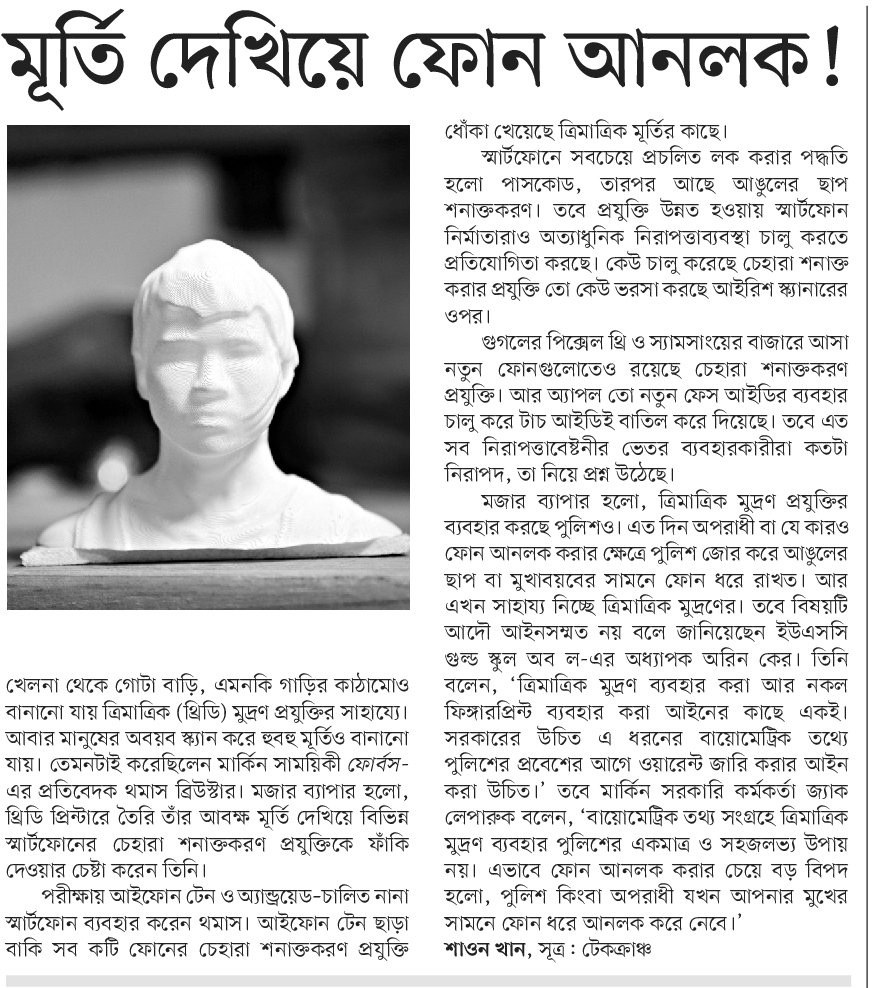 মূর্তি দেখিয়ে ফোন আনলক!
খেলনা থেকে গোটা বাড়ি, এমনকি গাড়ির কাঠামোও
বানানো যায় ত্রিমাত্রিক (থ্রিডি) মুদ্রণ প্রযুক্তির সাহায্যে।
আবার মানুষের অবয়ব স্ক্যান করে হুবহু মূর্তিও বানানো
যায়। তেমনটাই করেছিলেন মার্কিন সাময়িকী ফোর্বস-
এর প্রতিবেদক থমাস ব্রিউস্টার। মজার ব্যাপার হলো,
থ্রিডি প্রিন্টারে তৈরি তাঁর আবক্ষ মূর্তি দেখিয়ে বিভিন্ন
স্মার্টফোনের চেহারা শনাক্তকরণ প্রযুক্তিকে ফাঁকি
দেওয়ার চেষ্টা করেন তিনি।
পরীক্ষায় আইফোন টেন ও অ্যান্ড্রয়েড-চালিত নানা
স্মার্টফোন ব্যবহার করেন থমাস। আইফোন টেন ছাড়া
বাকি সব কটি ফোনের চেহারা শনাক্তকরণ প্রযুক্তি
ধোঁকা খেয়েছে ত্রিমাত্রিক মূর্তির কাছে।
স্মার্টফোনে সবচেয়ে প্রচলিত লক করার পদ্ধতি
হলো পাসকোড, তারপর আছে আঙুলের ছাপ
শনাক্তকরণ। তবে প্রযুক্তি উন্নত হওয়ায় স্মার্টফোন
নির্মাতারাও অত্যাধুনিক নিরাপত্তাব্যবস্থা চালু করতে
প্রতিযোগিতা করছে। কেউ চালু করেছে চেহারা শনাক্ত
করার প্রযুক্তি তো কেউ ভরসা করছে আইরিশ স্ক্যানারের
ওপর।
গুগলের পিক্সেল থ্রি ও স্যামসাংয়ের বাজারে আসা
নতুন ফোনগুলোতেও রয়েছে চেহারা শনাক্তকরণ
প্রযুক্তি। আর অ্যাপল তো নতুন ফেস আইডির ব্যবহার
চালু করে টাচ আইডিই বাতিল করে দিয়েছে। তবে এত
সব নিরাপত্তাবেষ্টনীর ভেতর ব্যবহারকারীরা কতটা
নিরাপদ, তা নিয়ে প্রশ্ন উঠেছে।
মজার ব্যাপার হলো, ত্রিমাত্রিক মুদ্রণ প্রযুক্তির
ব্যবহার করছে পুলিশও। এত দিন অপরাধী বা যে কারও
ফোন আনলক করার ক্ষেত্রে পুলিশ জোর করে আঙুলের
ছাপ বা মুখাবয়বের সামনে ফোন ধরে রাখত। আর
এখন সাহায্য নিচ্ছে ত্রিমাত্রিক মুদ্রণের। তবে বিষয়টি
আদৌ আইনসম্মত নয় বলে জানিয়েছেন ইউএসসি
গুল্ড স্কুল অব ল-এর অধ্যাপক অরিন কের। তিনি
বলেন, ‘ত্রিমাত্রিক মুদ্রণ ব্যবহার করা আর নকল
ফিঙ্গারপ্রিন্ট ব্যবহার করা আইনের কাছে একই।
সরকারের উচিত এ ধরনের বায়োমেট্রিক তথ্যে
পুলিশের প্রবেশের আগে ওয়ারেন্ট জারি করার আইন
করা উচিত।’ তবে মার্কিন সরকারি কর্মকর্তা জ্যাক
লেপারুক বলেন, ‘বায়োমেট্রিক তথ্য সংগ্রহে ত্রিমাত্রিক
মুদ্রণ ব্যবহার পুলিশের একমাত্র ও সহজলভ্য উপায়
নয়। এভাবে ফোন আনলক করার চেয়ে বড় বিপদ
হলো, পুলিশ কিংবা অপরাধী যখন আপনার মুখের
সামনে ফোন ধরে আনলক করে নেবে।’
শাওন খান, সূত্র : টেকক্রাঞ্চ